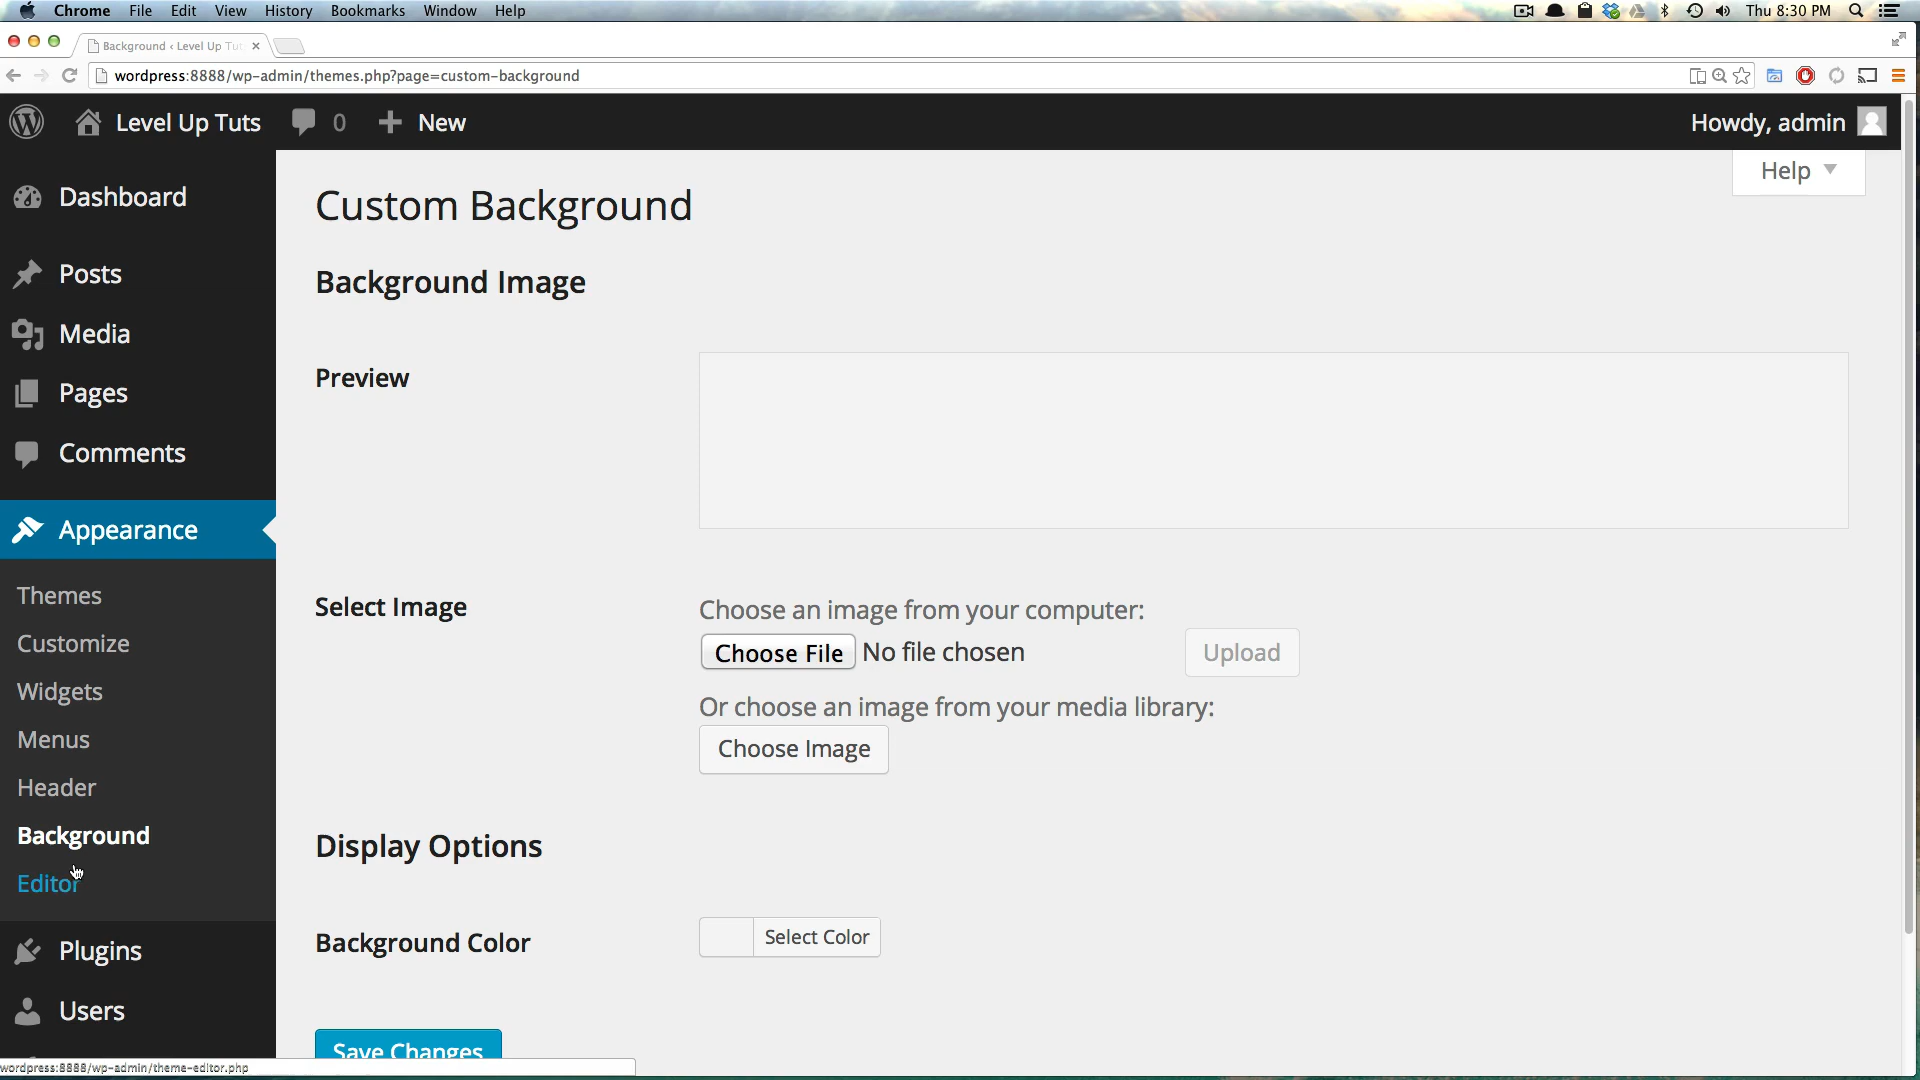 Chrome File Edit View History Bookmarks Window Help Thu 8:30 PM
Background ‹ Level Up Tut
wordpress:8888/wp-admin/themes.php?page=custom-background
Level Up Tuts 0 New Howdy, admin
Help
Dashboard
Posts
Media
Pages
Comments
Appearance
Themes
Customize
Widgets
Menus
Header
Background
Editor
Plugins
Users
Custom Background
Background Image
Preview
Select Image
Choose an image from your computer:
Choose File No file chosen Upload
Or choose an image from your media library:
Choose Image
Display Options
Background Color Select Color
Save Changes
wordpress:8888/wp-admin/theme-editor.php